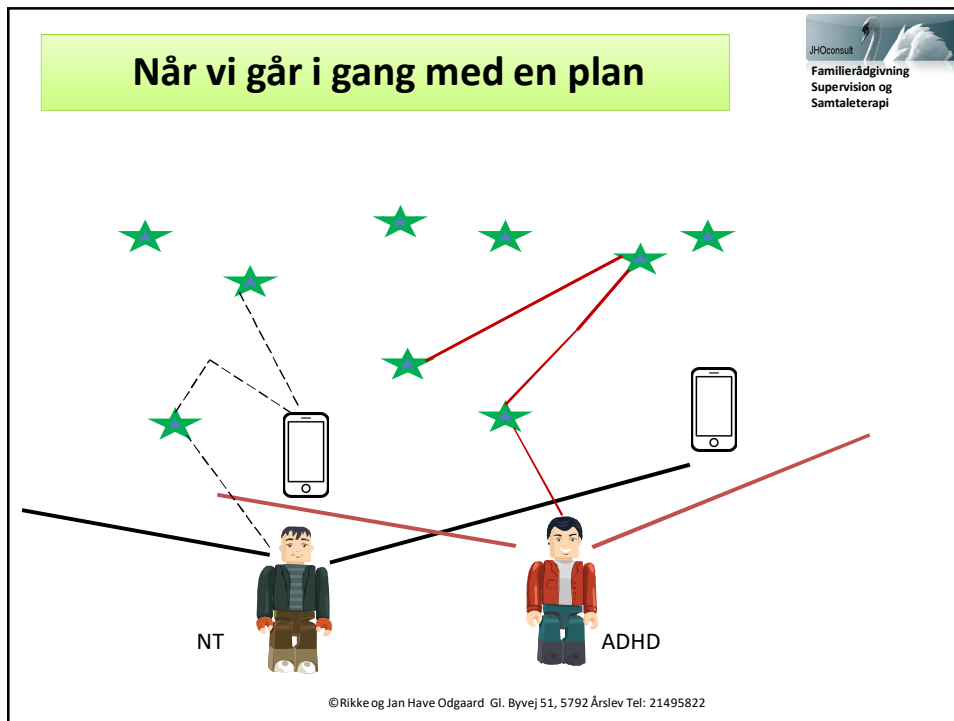 Når vi går i gang med en plan
JHOconsult
Familierådgivning
Supervision og
Samtaleterapi
NT
ADHD
©Rikke og Jan Have Odgaard Gl. Byvej 51, 5792 Årslev Tel: 21495822